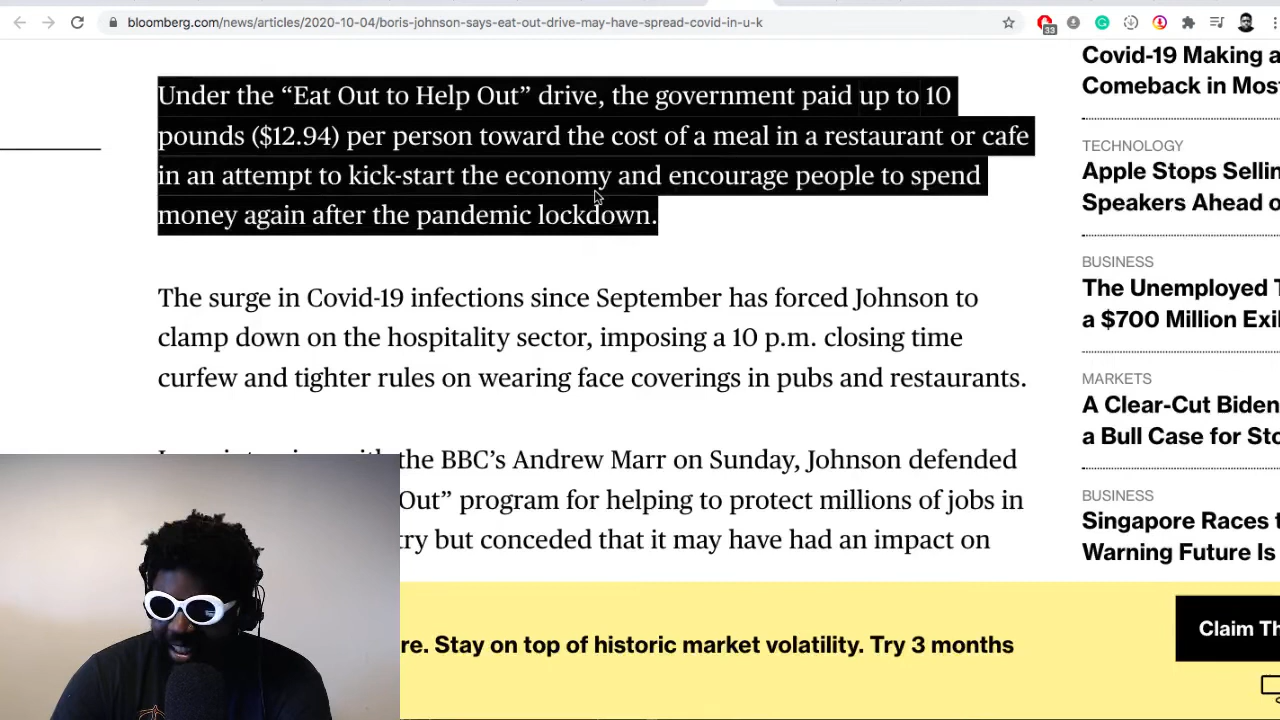 bloomberg.com/news/articles/2020-10-04/boris-johnson-says-eat-out-drive-may-have-spread-covid-in-u-k
33
Under the “Eat Out to Help Out” drive, the government paid up to 10
pounds ($12.94) per person toward the cost of a meal in a restaurant or cafe
in an attempt to kick-start the economy and encourage people to spend
money again after the pandemic lockdown.
The surge in Covid-19 infections since September has forced Johnson to
clamp down on the hospitality sector, imposing a 10 p.m. closing time
curfew and tighter rules on wearing face coverings in pubs and restaurants.
the BBC’s Andrew Marr on Sunday, Johnson defended
Out” program for helping to protect millions of jobs in
try but conceded that it may have had an impact on
Covid-19 Making a
Comeback in Most
TECHNOLOGY
Apple Stops Sellin
Speakers Ahead o
BUSINESS
The Unemployed T
a $700 Million Exi
MARKETS
A Clear-Cut Biden
a Bull Case for Sto
BUSINESS
Singapore Races t
Warning Future Is
re. Stay on top of historic market volatility. Try 3 months
Claim Th